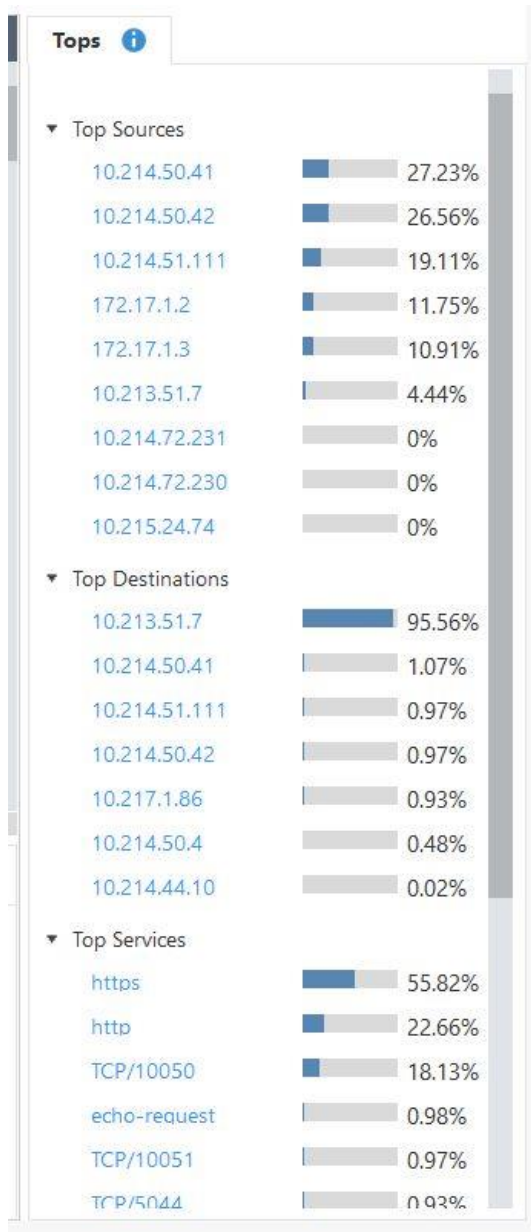 Tops
Top Sources
10.214.50.41 27.23%
10.214.50.42 26.56%
10.214.51.111 19.11%
172.17.1.2 11.75%
172.17.1.3 10.91%
10.213.51.7 4.44%
10.214.72.231 0%
10.214.72.230 0%
10.215.24.74 0%
Top Destinations
10.213.51.7 95.56%
10.214.50.41 1.07%
10.214.51.111 0.97%
10.214.50.42 0.97%
10.217.1.86 0.93%
10.214.50.4 0.48%
10.214.44.10 0.02%
Top Services
https 55.82%
http 22.66%
TCP/10050 18.13%
echo-request 0.98%
TCP/10051 0.97%
TCP/5044 0.93%